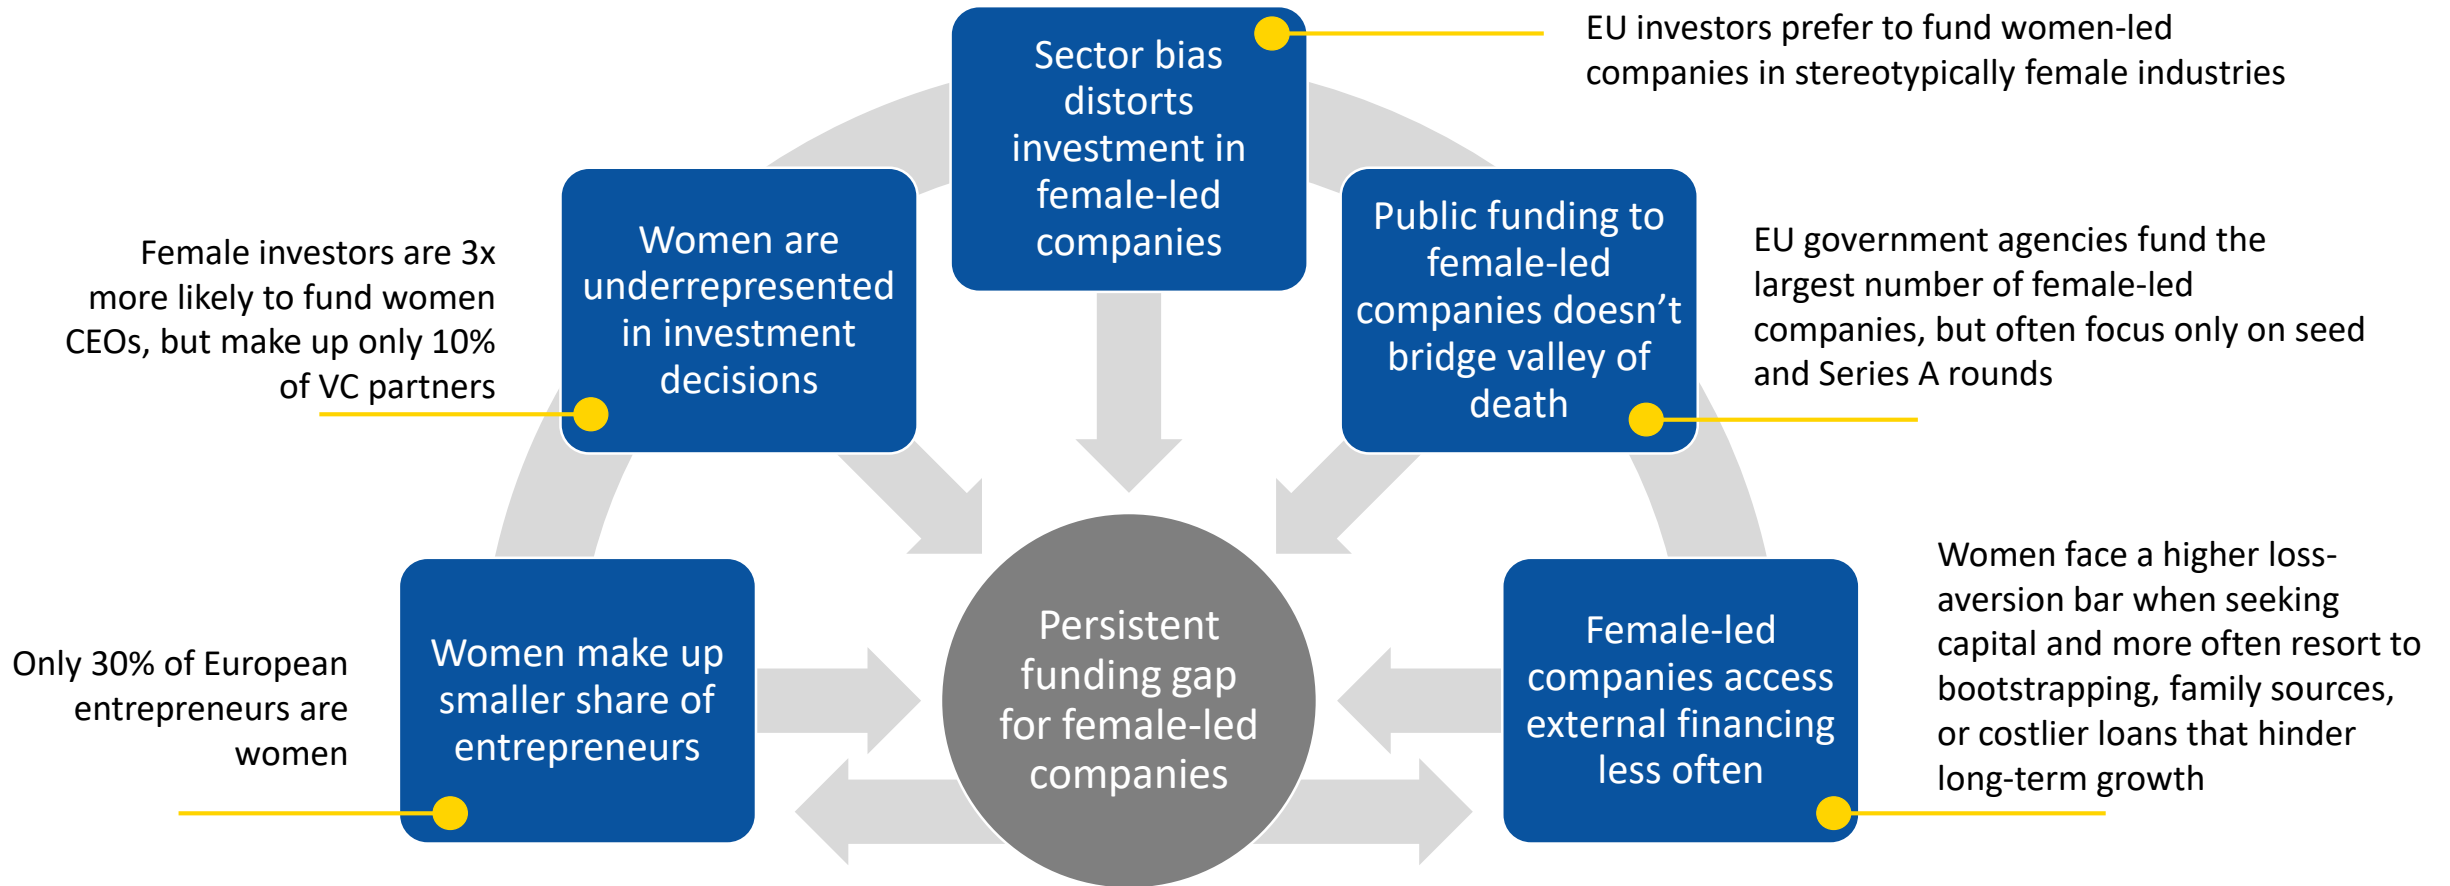 EU investors prefer to fund women-led
companies in stereotypically female industries
Sector bias
distorts
investment in
female-led
companies
Female investors are 3x
more likely to fund women
CEOs, but make up only 10%
of VC partners
Women are
underrepresented
in investment
decisions
Public funding to
female-led
companies doesn’t
bridge valley of
death
EU government agencies fund the
largest number of female-led
companies, but often focus only on seed
and Series A rounds
Only 30% of European
entrepreneurs are
women
Women make up
smaller share of
entrepreneurs
Persistent
funding gap
for female-led
companies
Female-led
companies access
external financing
less often
Women face a higher loss-
aversion bar when seeking
capital and more often resort to
bootstrapping, family sources,
or costlier loans that hinder
long-term growth